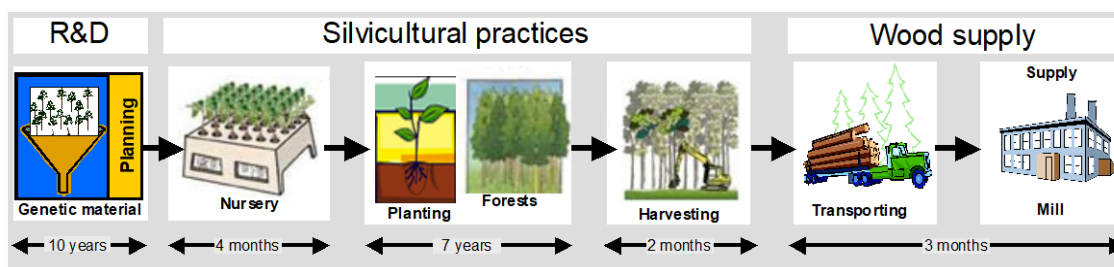 R&D
Silvicultural practices
Wood supply
Planning
Genetic material
Nursery
Planting
Forests
Harvesting
Transporting
Supply
Mill
10 years
4 months
7 years
2 months
3 months